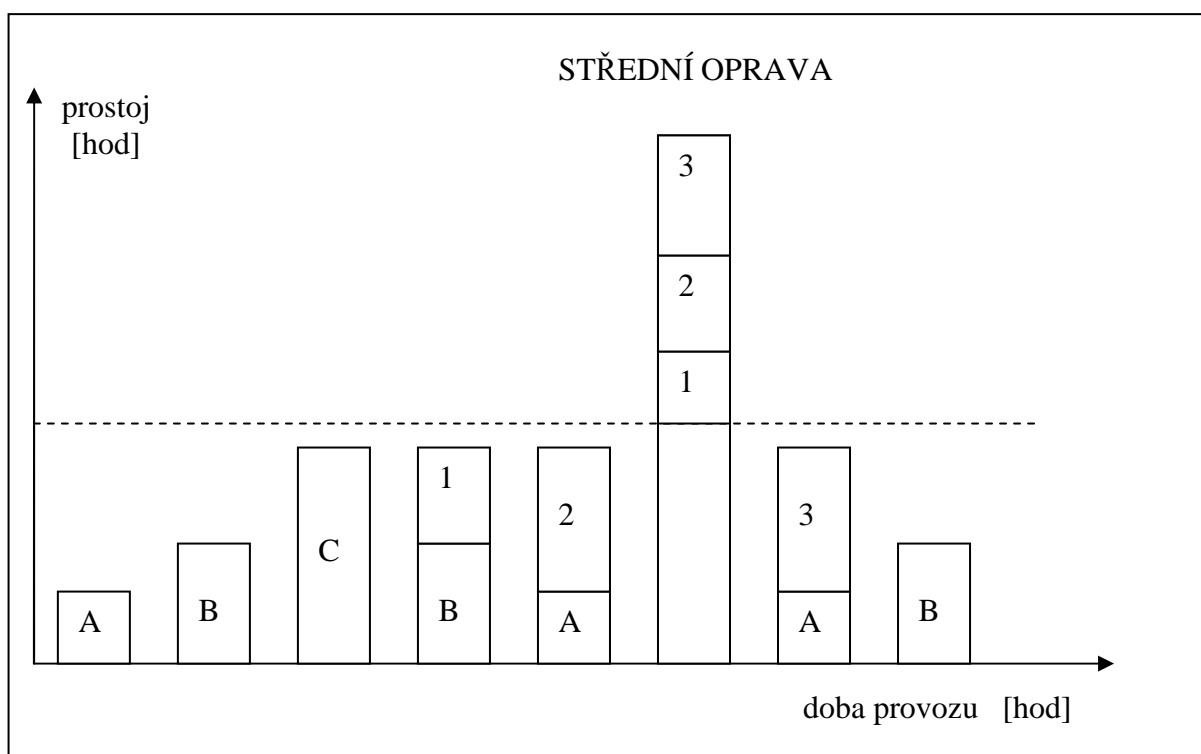 STŘEDNÍ OPRAVA
prostoj
[hod]
3
2
1
1
2
3
C
A
B
B
A
A
B
doba provozu [hod]